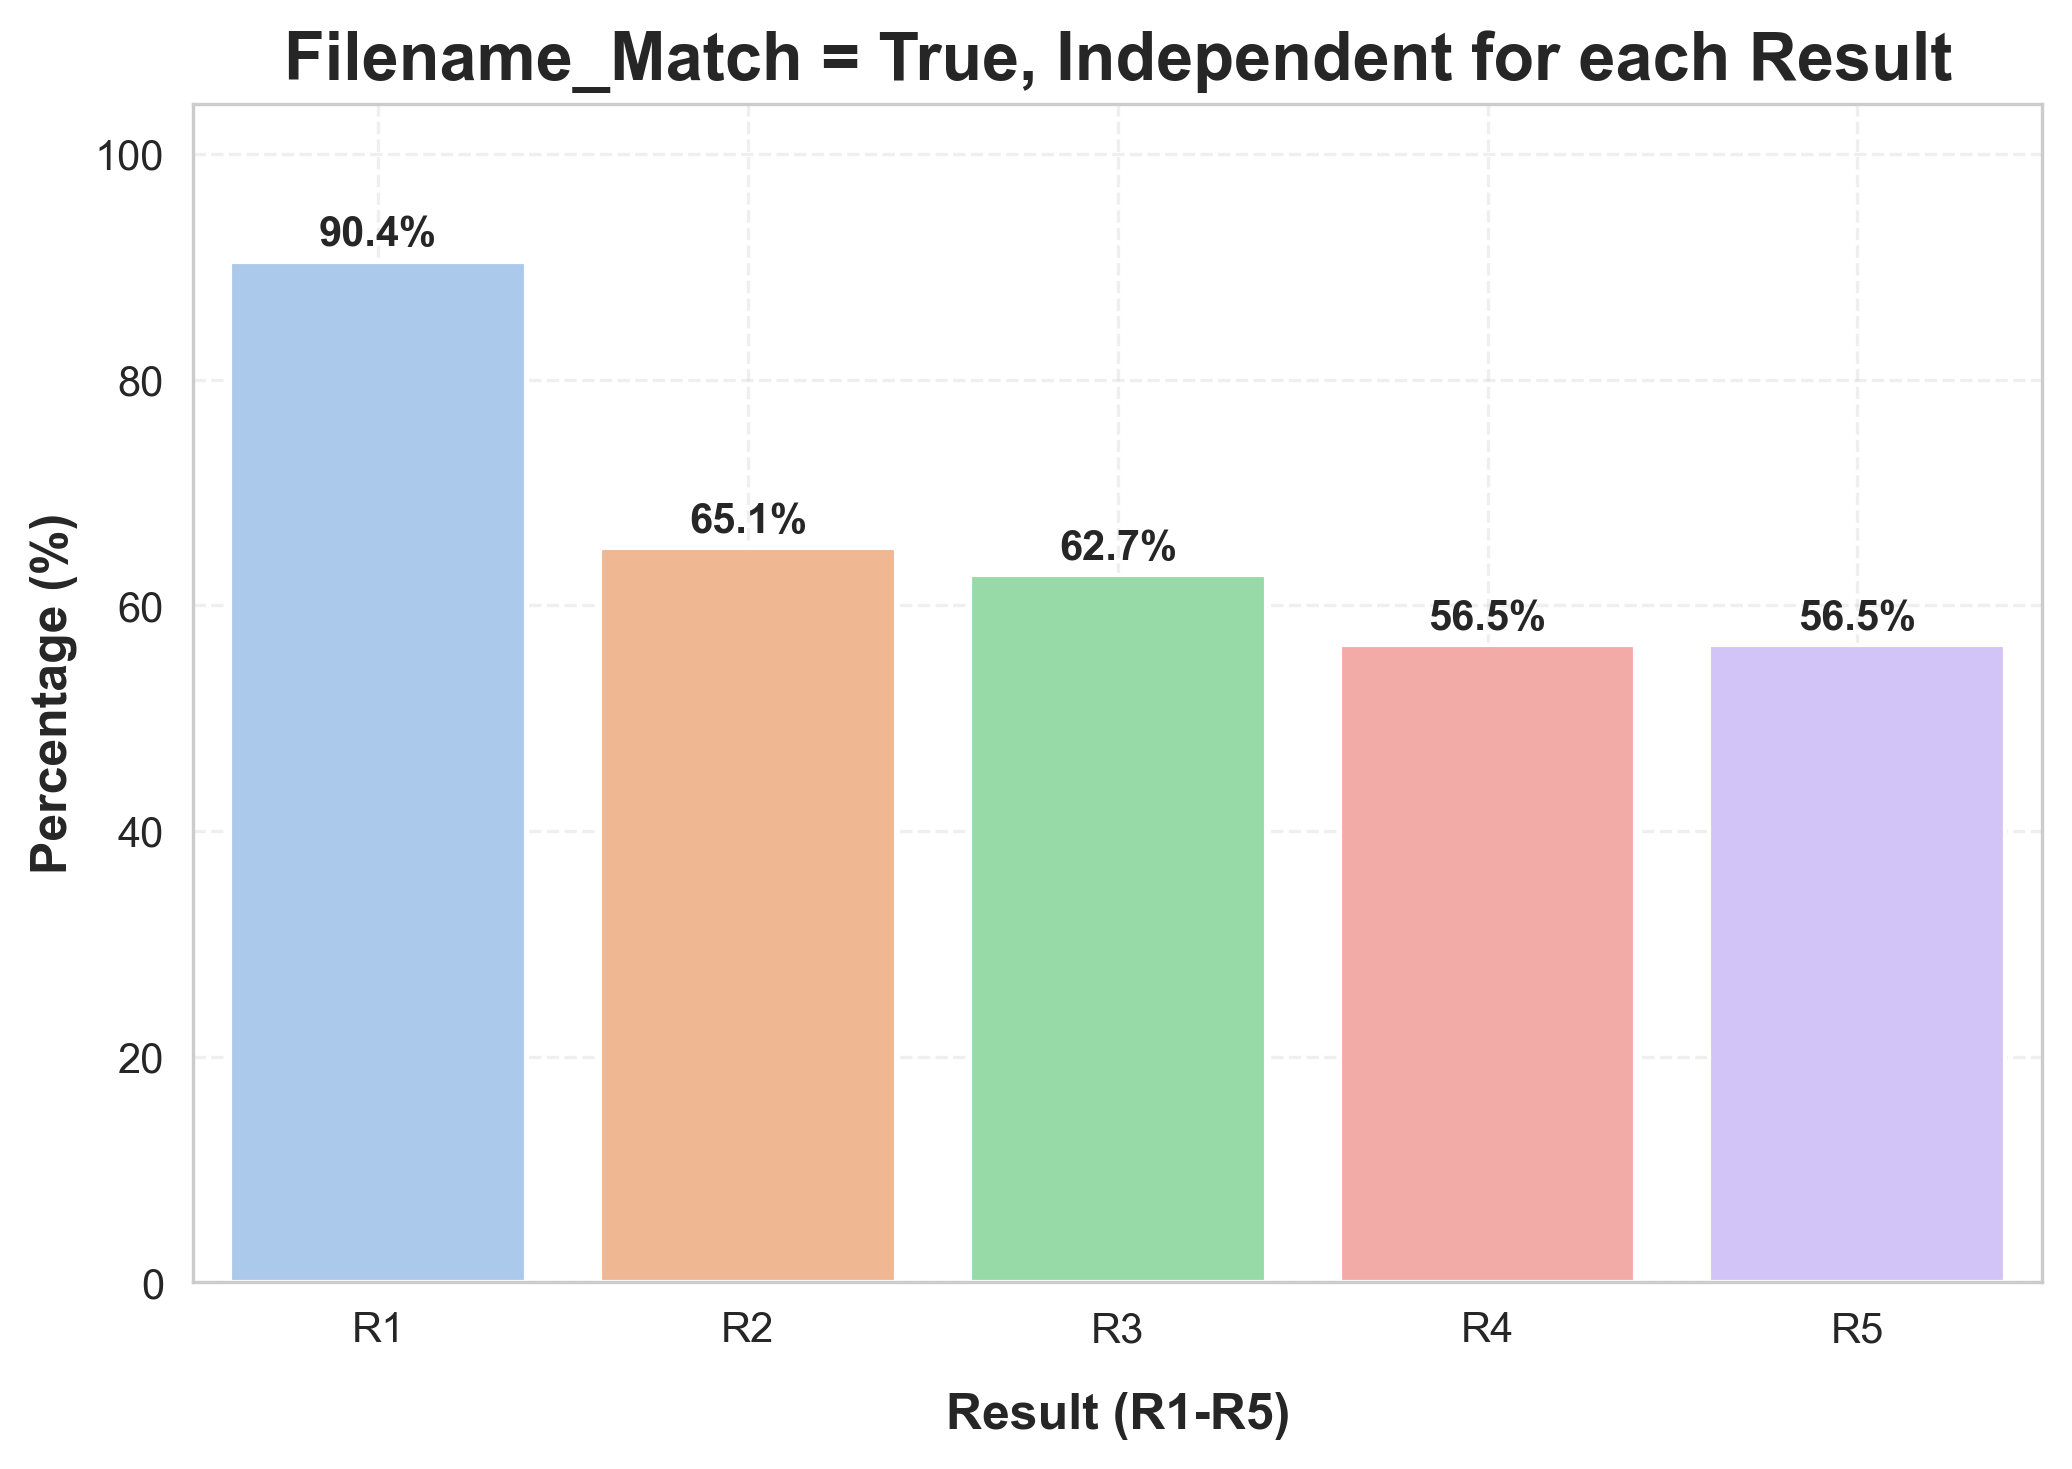 Filename_Match = True, Independent for each Result
100
80
60
40
20
0
Percentage (%)
90.4%
65.1%
62.7%
56.5%
56.5%
R1
R2
R3
R4
R5
Result (R1-R5)